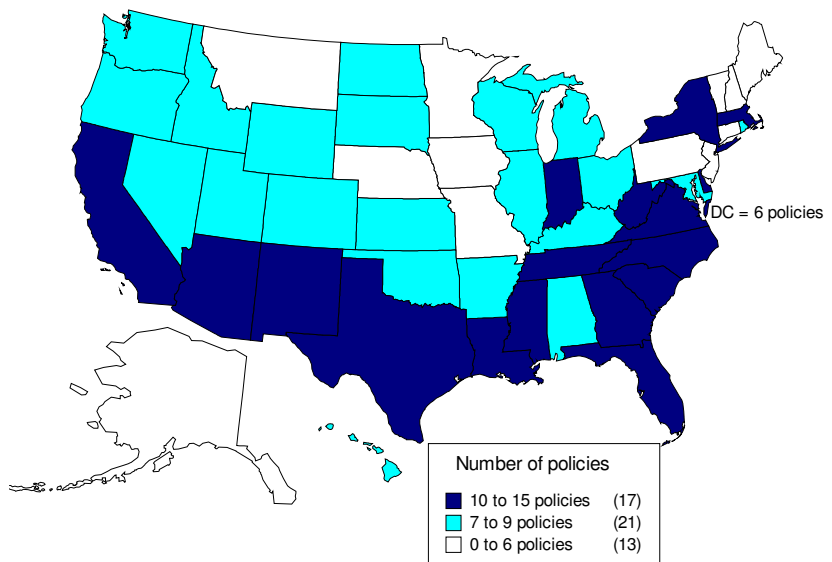 DC = 6 policies
Number of policies
10 to 15 policies (17)
7 to 9 policies (21)
0 to 6 policies (13)